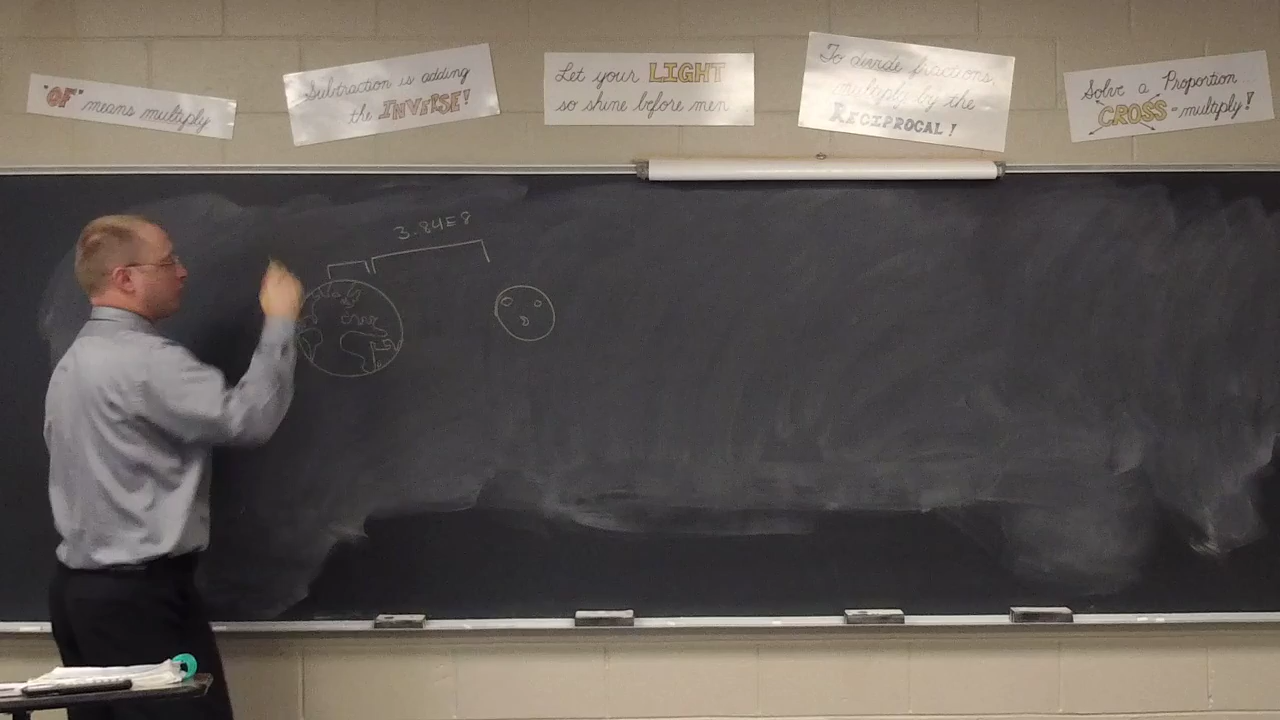 "OF" means multiply
Subtraction is adding
the INVERSE!
Let your LIGHT
so shine before men
To divide fractions,
multiply by the
RECIPROCAL!
Solve a Proportion...
CROSS-multiply!
3.84E8